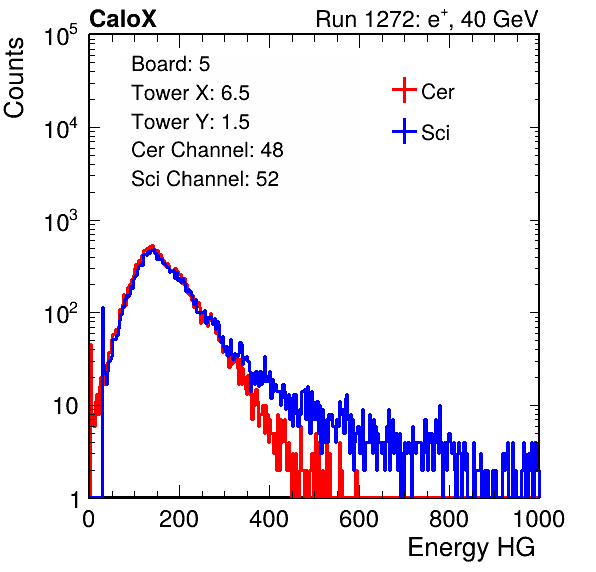 CaloX Run 1272: e⁺, 40 GeV
Counts
10⁵
10⁴
10³
10²
10
1
Board: 5
Tower X: 6.5
Tower Y: 1.5
Cer Channel: 48
Sci Channel: 52
Cer
Sci
0 200 400 600 800 1000
Energy HG